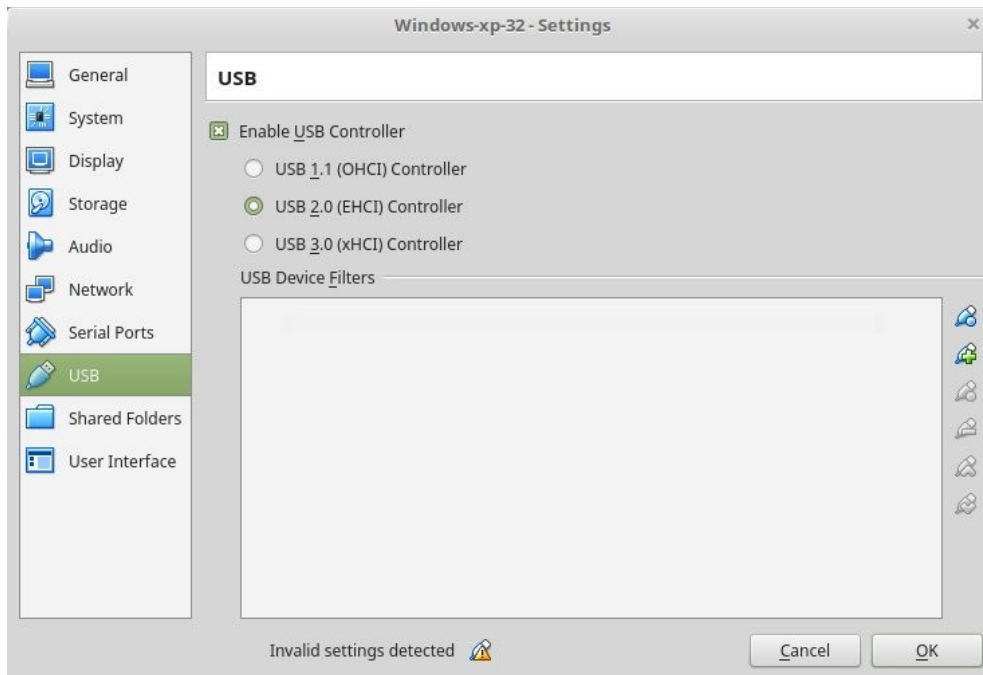 Windows-xp-32 - Settings
General
System
Display
Storage
Audio
Network
Serial Ports
USB
Shared Folders
User Interface
USB
Enable USB Controller
USB 1.1 (OHCI) Controller
USB 2.0 (EHCI) Controller
USB 3.0 (xHCI) Controller
USB Device Filters
Invalid settings detected
Cancel
OK